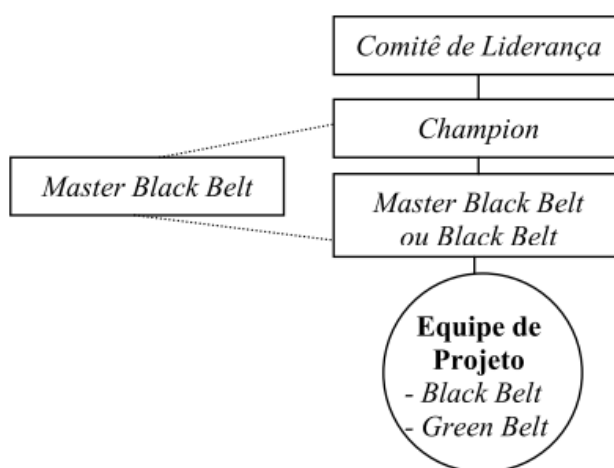 Comitê de Liderança
Champion
Master Black Belt
Master Black Belt
ou Black Belt
Equipe de
Projeto
- Black Belt
- Green Belt